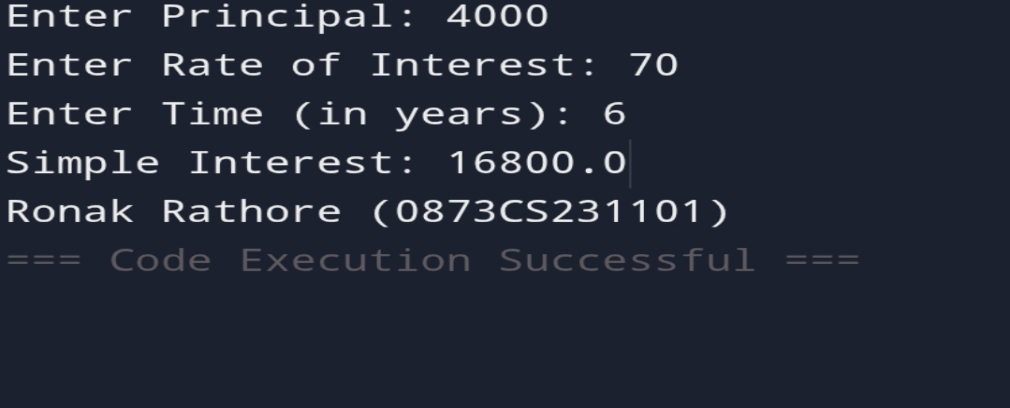 Enter Principal: 4000
Enter Rate of Interest: 70
Enter Time (in years): 6
Simple Interest: 16800.0
Ronak Rathore (0873CS231101)
=== Code Execution Successful ===